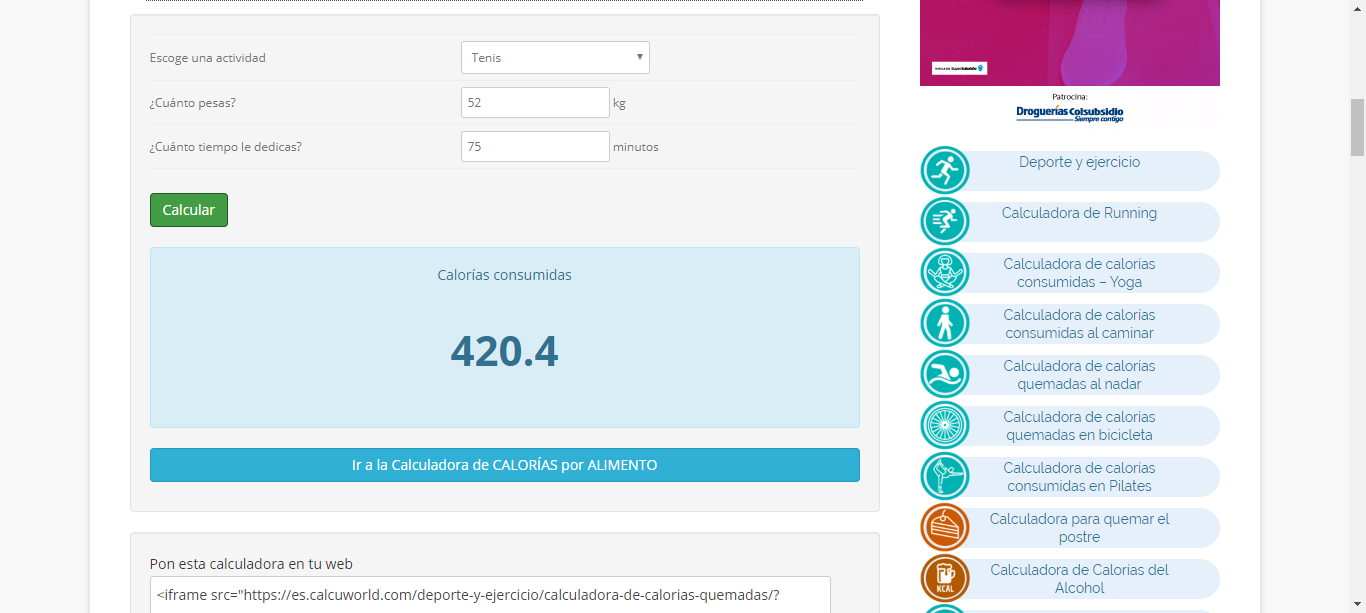 Escoge una actividad
Tenis
¿Cuánto pesas?
52
kg
¿Cuánto tiempo le dedicas?
75
minutos
Calcular
Calorías consumidas
420.4
Ir a la Calculadora de CALORÍAS por ALIMENTO
Pon esta calculadora en tu web
<iframe src="https://es.calcuworld.com/deporte-y-ejercicio/calculadora-de-calorias-quemadas/?
Patrocina:
Droguerías Colsubsidio
Siempre contigo
Deporte y ejercicio
Calculadora de Running
Calculadora de calorías
consumidas – Yoga
Calculadora de calorías
consumidas al caminar
Calculadora de calorías
quemadas al nadar
Calculadora de calorías
quemadas en bicicleta
Calculadora de calorías
consumidas en Pilates
Calculadora para quemar el
postre
KCAL
Calculadora de Calorías del
Alcohol